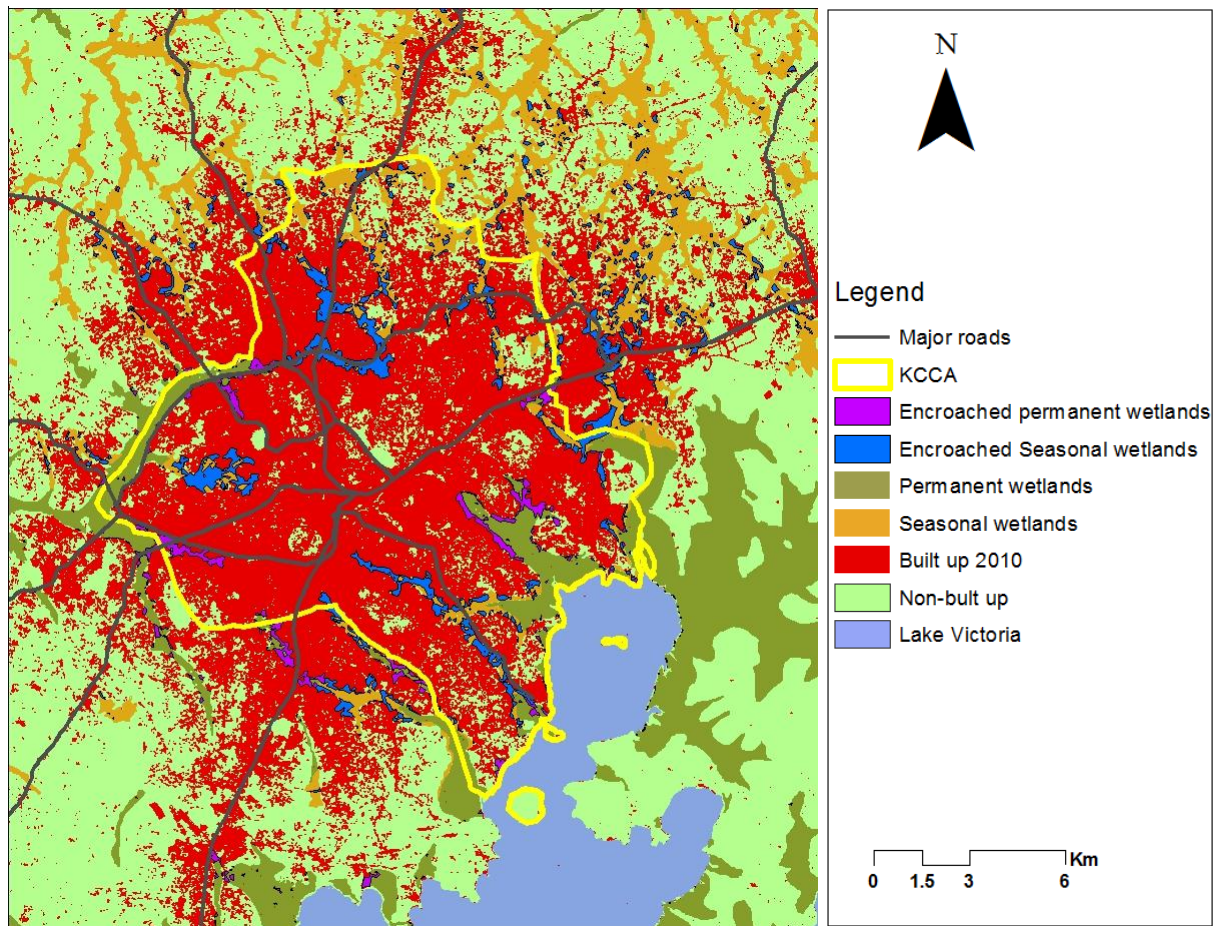 N
Legend
Major roads
KCCA
Encroached permanent wetlands
Encroached Seasonal wetlands
Permanent wetlands
Seasonal wetlands
Built up 2010
Non-bult up
Lake Victoria
Km
0 1.5 3 6